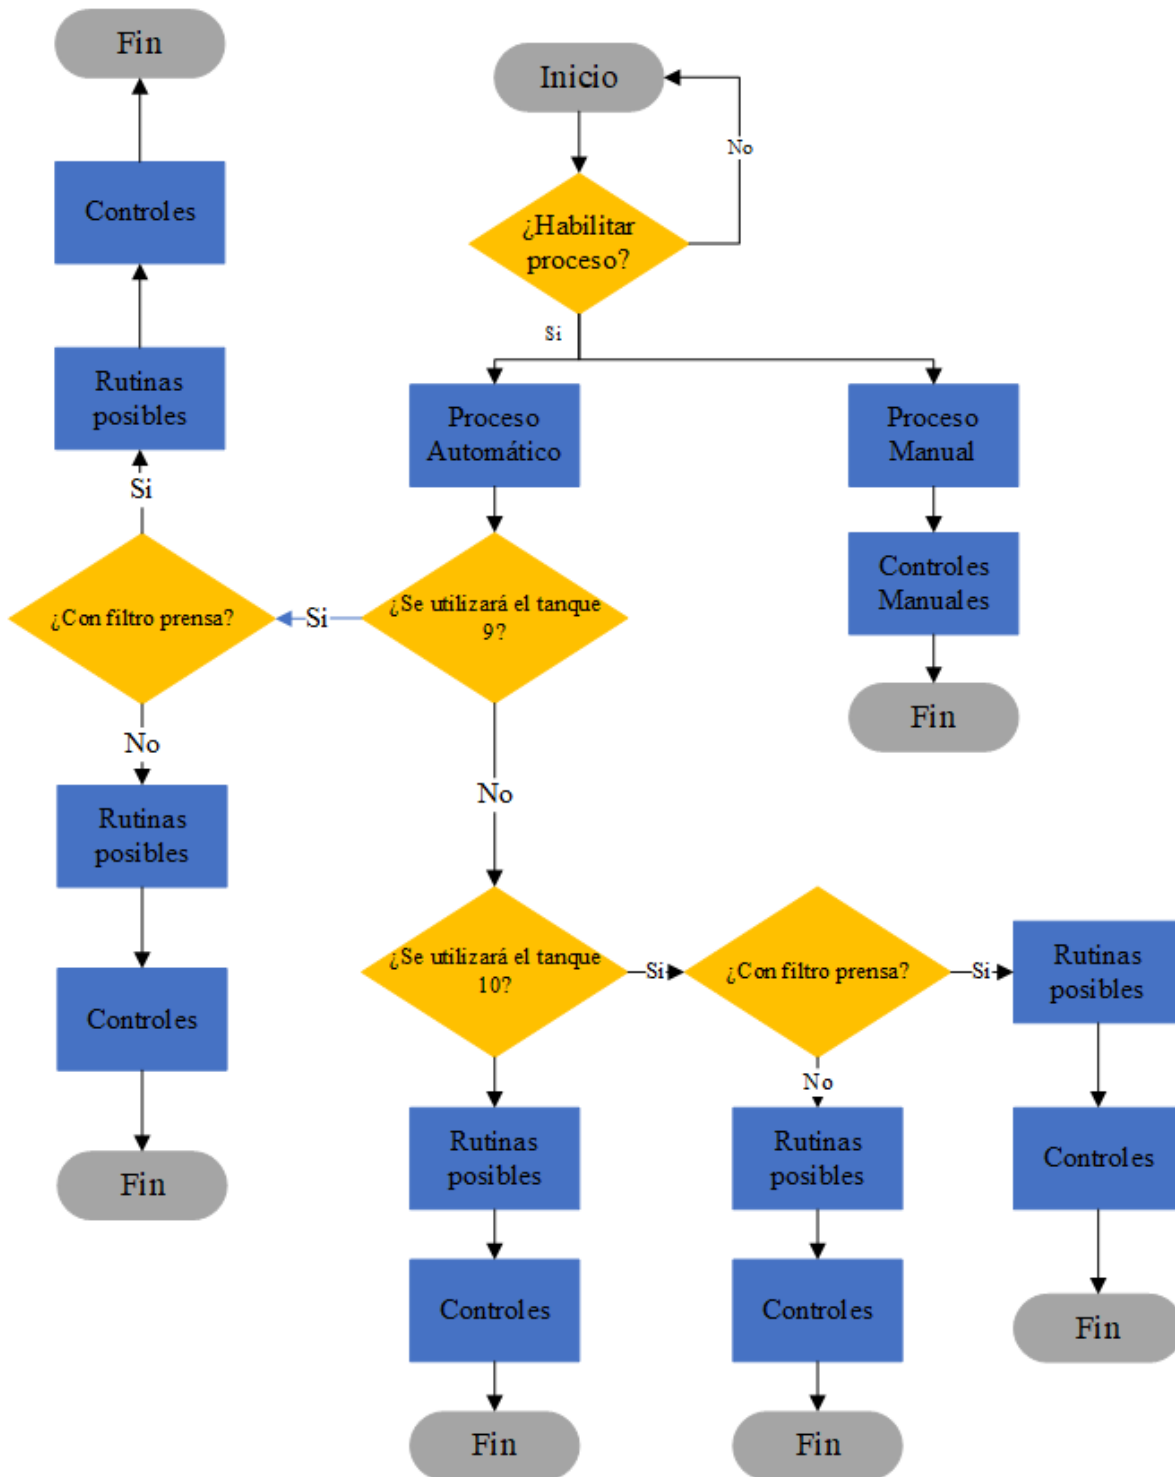 Fin
Inicio
No
Controles
¿Habilitar
proceso?
Si
Rutinas
posibles
Proceso
Automático
Proceso
Manual
Si
Controles
Manuales
¿Con filtro prensa?
Si
¿Se utilizará el tanque
9?
Fin
No
No
Rutinas
posibles
¿Se utilizará el tanque
10?
Si
¿Con filtro prensa?
Si
Rutinas
posibles
Controles
No
Rutinas
posibles
Rutinas
posibles
Controles
Fin
Controles
Controles
Fin
Fin
Fin